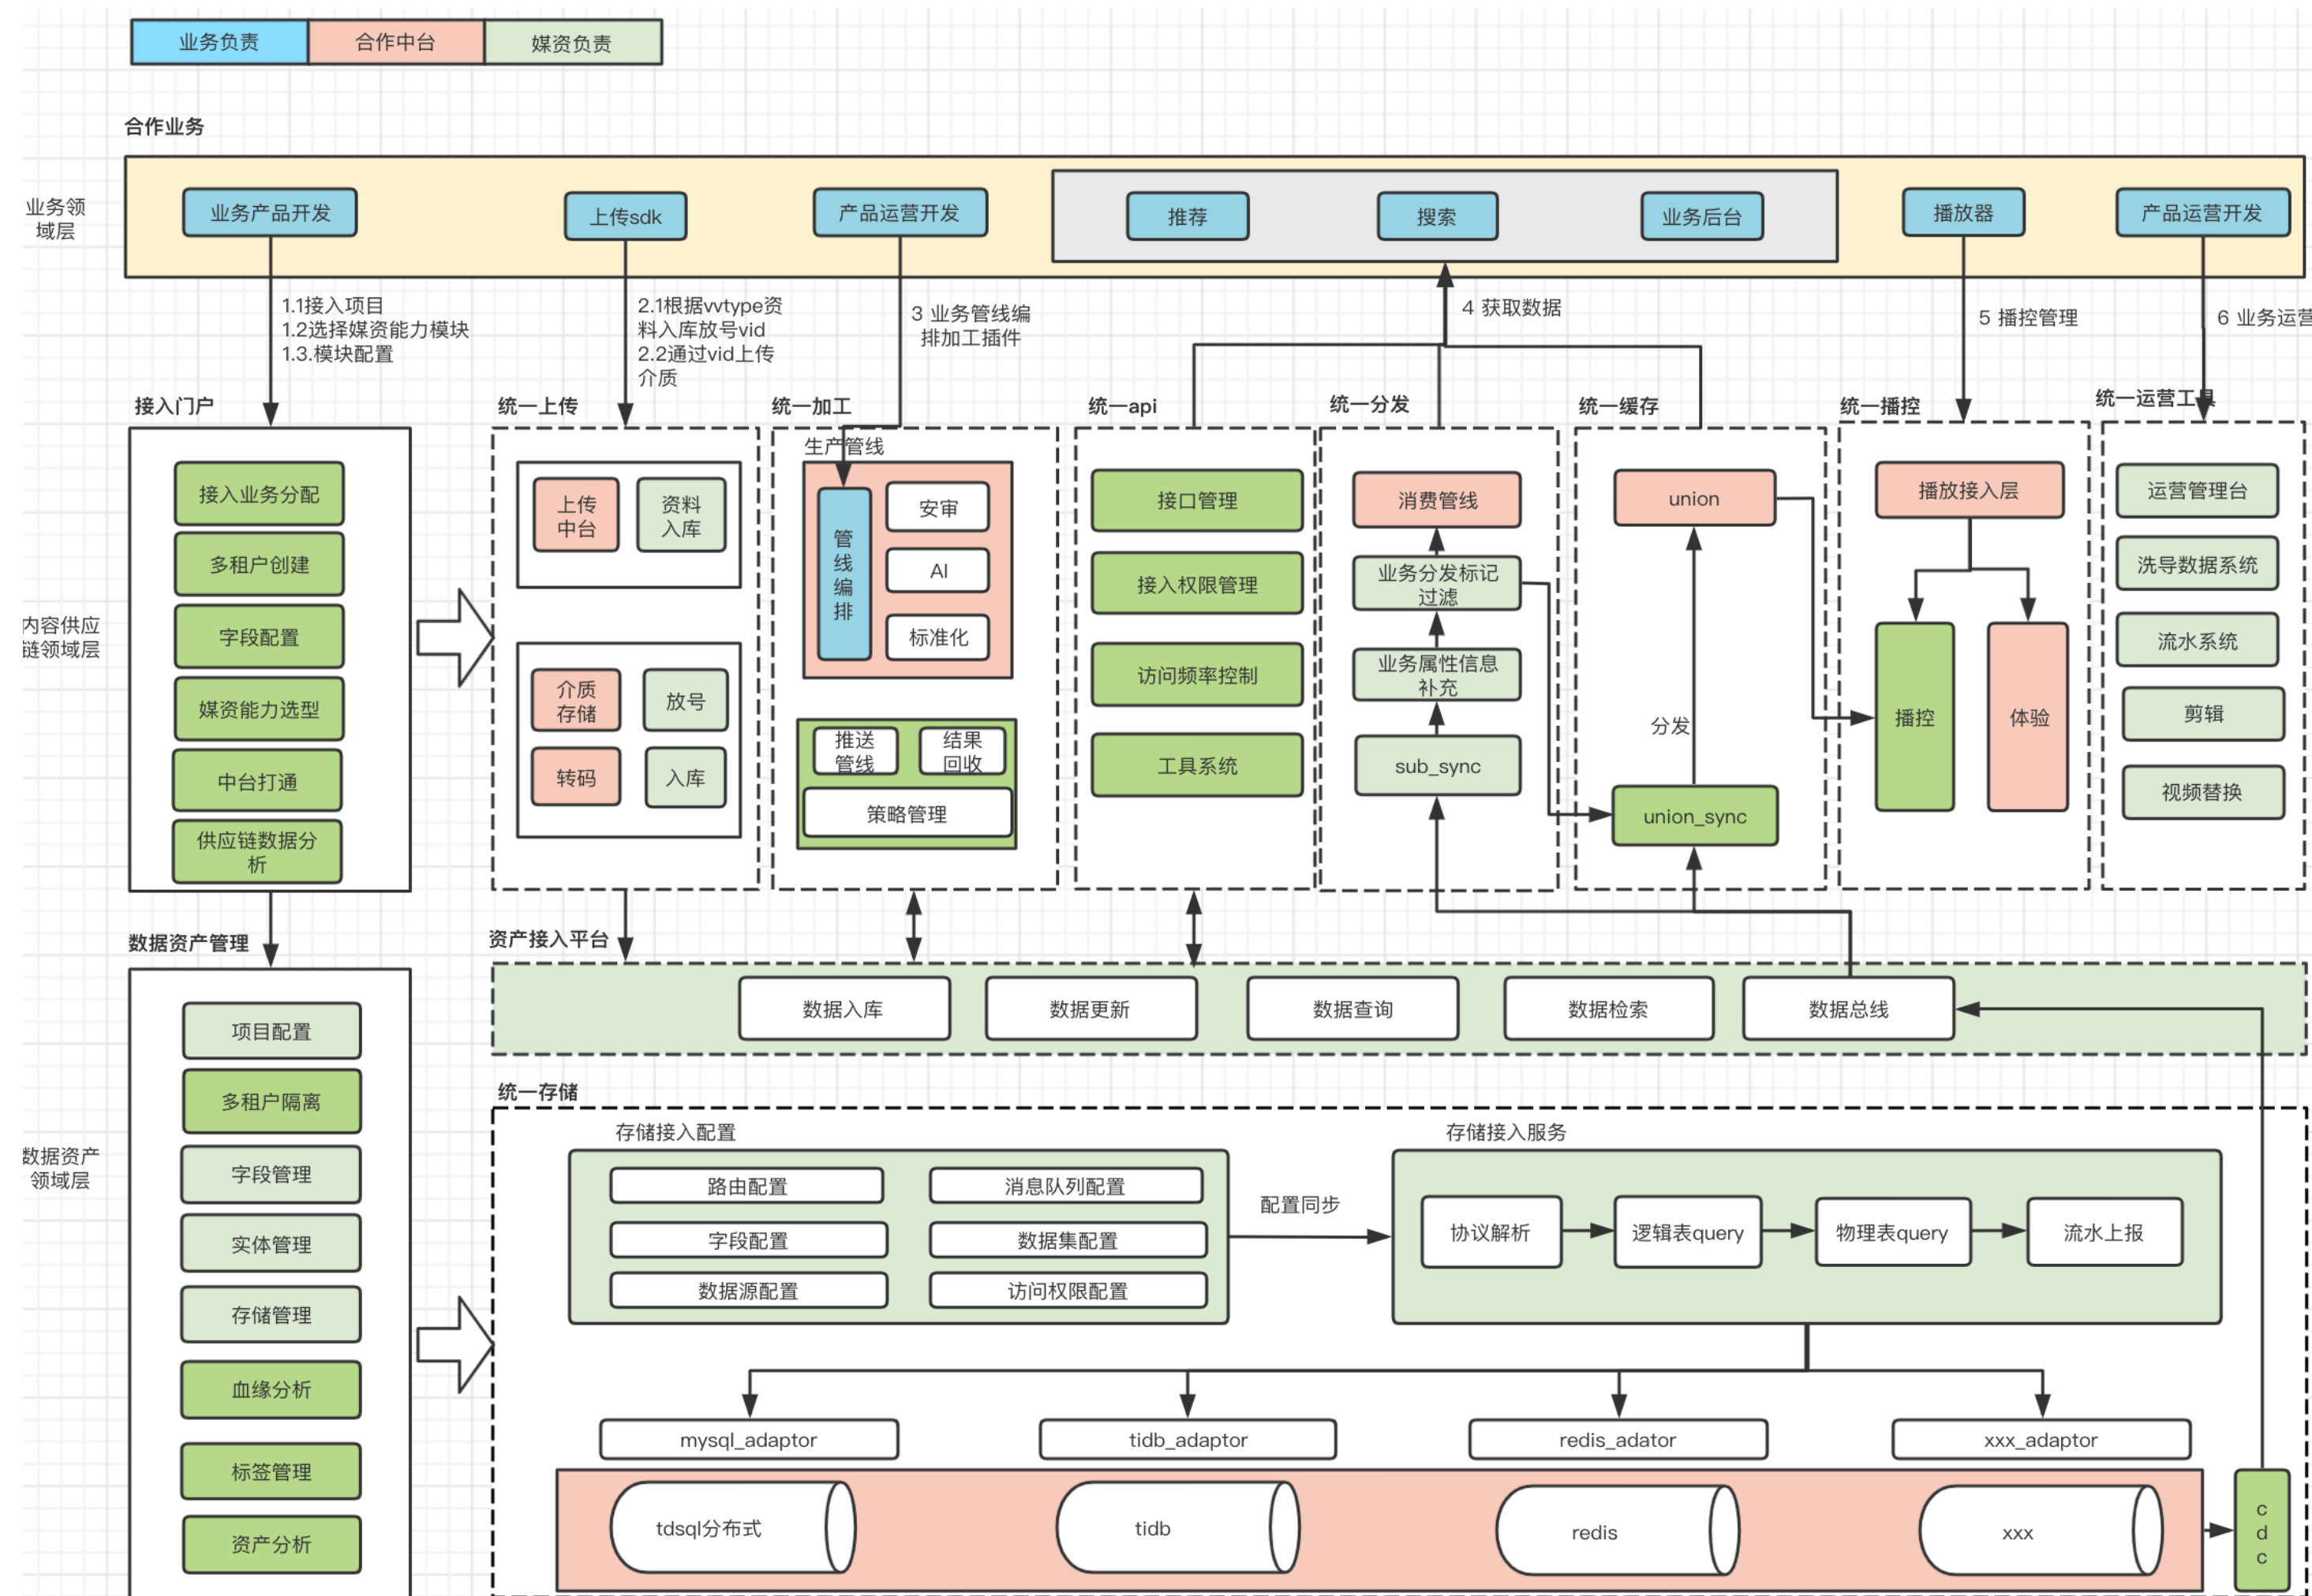 业务负责
合作中台
媒资负责
合作业务
业务领
域层
业务产品开发
上传sdk
产品运营开发
推荐
搜索
业务后台
播放器
产品运营开发
1.1接入项目
1.2选择媒资能力模块
1.3.模块配置
2.1根据vvtype资
料入库放号vid
2.2通过vid上传
介质
3 业务管线编
排加工插件
4 获取数据
5 播控管理
6 业务运营
内容供应
链领域层
接入门户
接入业务分配
多租户创建
字段配置
媒资能力选型
中台打通
供应链数据分
析
统一上传
上传
中台
资料
入库
介质
存储
放号
转码
入库
统一加工
生产管线
管
线
编
排
安审
AI
标准化
推送
管线
结果
回收
策略管理
统一api
接口管理
接入权限管理
访问频率控制
工具系统
统一分发
消费管线
业务分发标记
过滤
业务属性信息
补充
sub_sync
统一缓存
union
分发
union_sync
统一播控
播放接入层
播控
体验
统一运营工具
运营管理台
洗导数据系统
流水系统
剪辑
视频替换
数据资产
领域层
数据资产管理
项目配置
多租户隔离
字段管理
实体管理
存储管理
血缘分析
标签管理
资产分析
资产接入平台
数据入库
数据更新
数据查询
数据检索
数据总线
统一存储
存储接入配置
路由配置
消息队列配置
字段配置
数据集配置
数据源配置
访问权限配置
配置同步
存储接入服务
协议解析
逻辑表query
物理表query
流水上报
mysql_adaptor
tidb_adaptor
redis_adator
xxx_adaptor
tdsql分布式
tidb
redis
xxx
c
d
c